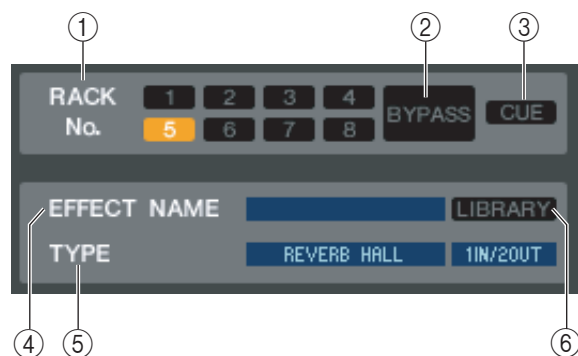 ① ② ③
RACK 1 2 3 4 BYPASS CUE
No. 5 6 7 8
EFFECT NAME LIBRARY
TYPE REVERB HALL 1IN/2OUT
④ ⑤ ⑥